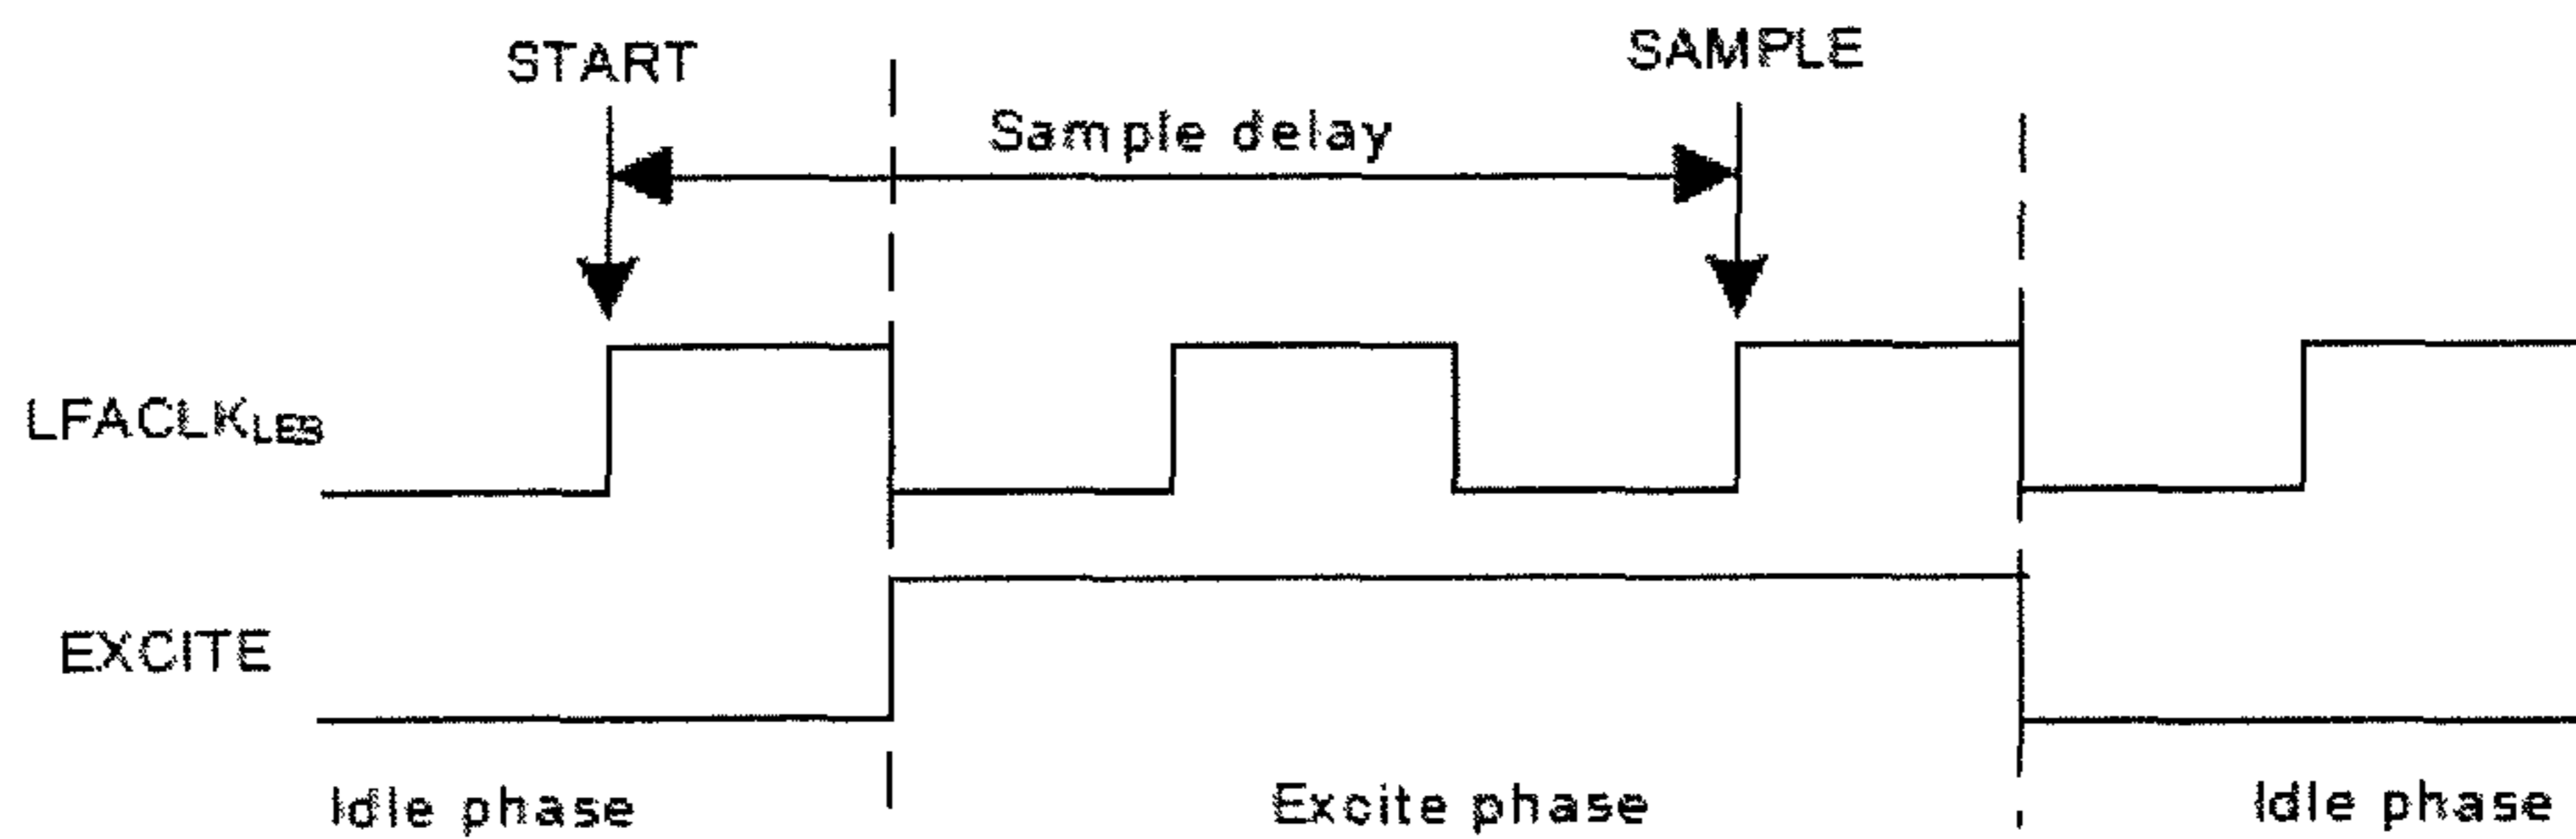 START
SAMPLE
Sample delay
LFACLKLES
EXCITE
Idle phase
Excite phase
Idle phase